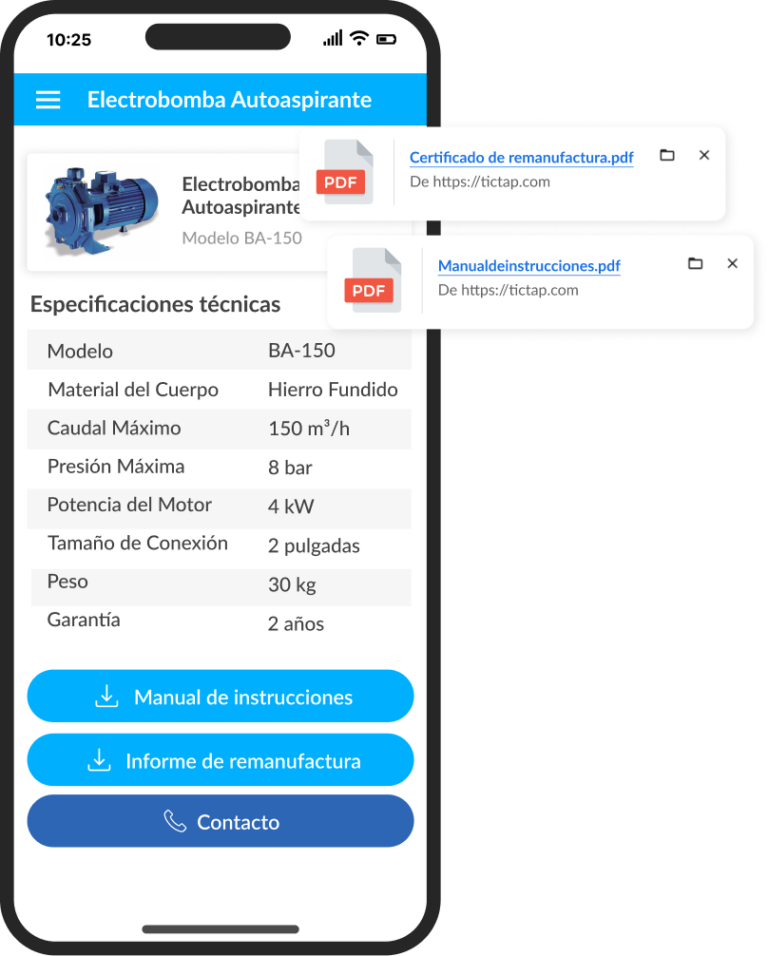 10:25
Electrobomba Autoaspirante
PDF
Certificado de remanufactura.pdf
De https://tictap.com
Electrobomba
Autoaspirante
Modelo BA-150
PDF
Manualdeinstrucciones.pdf
De https://tictap.com
Especificaciones técnicas
Modelo BA-150
Material del Cuerpo Hierro Fundido
Caudal Máximo 150 m³/h
Presión Máxima 8 bar
Potencia del Motor 4 kW
Tamaño de Conexión 2 pulgadas
Peso 30 kg
Garantía 2 años
Manual de instrucciones
Informe de remanufactura
Contacto